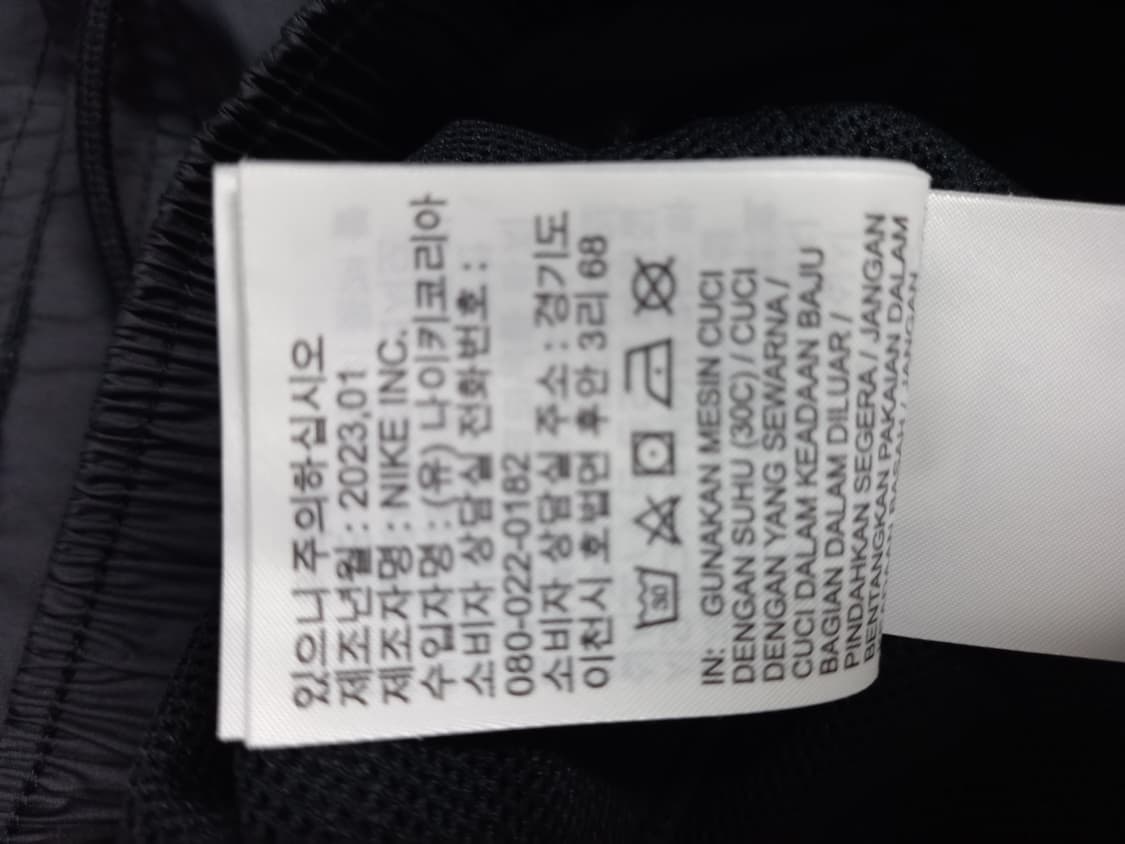 있으니 주의하십시오
제조년월 : 2023.01
제조자명 : NIKE INC.
수입자명 : (유) 나이키코리아
소비자 상담실 전화번호 :
080-022-0182
소비자 상담실 주소 : 경기도
이천시 호법면 후안 3리 68
30
IN: GUNAKAN MESIN CUCI
DENGAN SUHU (30C) / CUCI
DENGAN YANG SEWARNA /
CUCI DALAM KEADAAN BAJU
BAGIAN DALAM DILUAR /
PINDAHKAN SEGERA / JANGAN
BENTANGKAN PAKAIAN DALAM